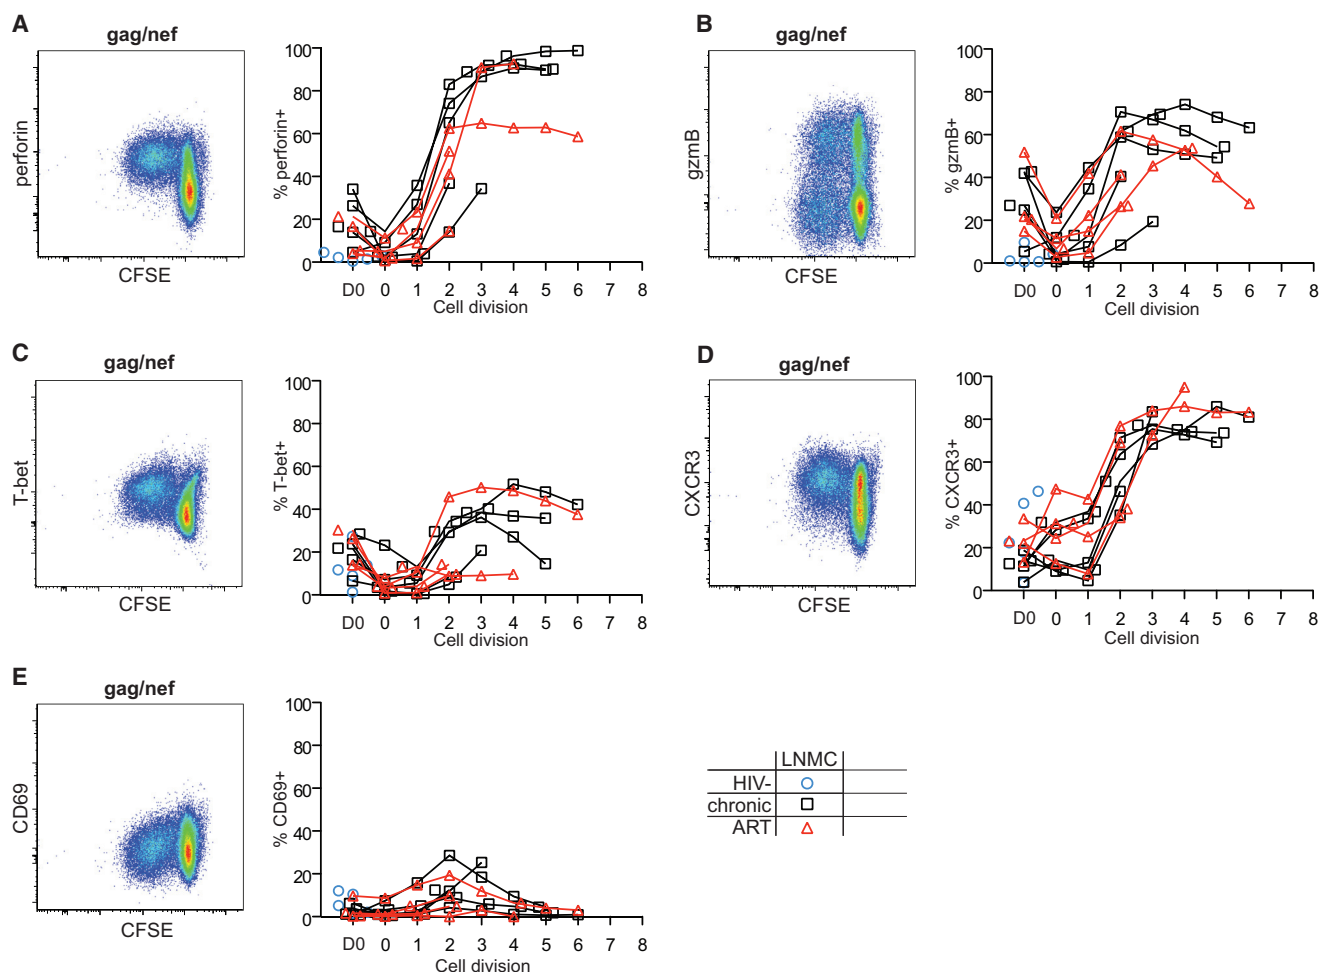 A
gag/nef
perforin
CFSE
% perforin+
100
80
60
40
20
0
D0 0 1 2 3 4 5 6 7 8
Cell division
B
gag/nef
gzmB
CFSE
% gzmB+
100
80
60
40
20
0
D0 0 1 2 3 4 5 6 7 8
Cell division
C
gag/nef
T-bet
CFSE
% T-bet+
100
80
60
40
20
0
D0 0 1 2 3 4 5 6 7 8
Cell division
D
gag/nef
CXCR3
CFSE
% CXCR3+
100
80
60
40
20
0
D0 0 1 2 3 4 5 6 7 8
Cell division
E
gag/nef
CD69
CFSE
% CD69+
100
80
60
40
20
0
D0 0 1 2 3 4 5 6 7 8
Cell division
LNMC
HIV-
chronic
ART